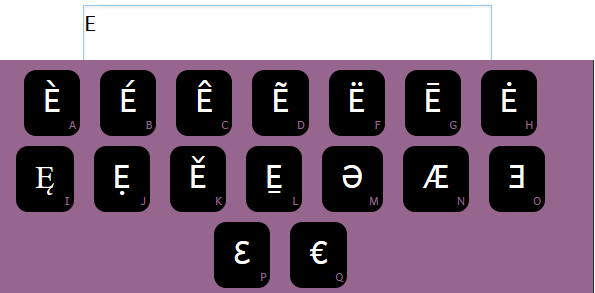 E
È A É B Ê C Ẽ D Ë F Ē G Ė H
Ę I Ẹ J Ě K E̱ L Ə M Æ N Ǝ O
Ɛ P € Q